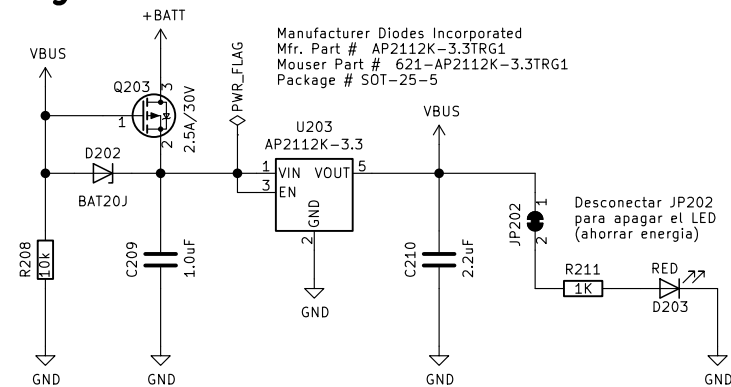 +BATT
Manufacturer Diodes Incorporated
Mfr. Part # AP2112K-3.3TRG1
Mouser Part # 621-AP2112K-3.3TRG1
Package # SOT-25-5
VBUS
Q203
3
1
2
2.5A/30V
PWR_FLAG
VBUS
U203
AP2112K-3.3
D202
BAT20J
1 VIN VOUT 5
3 EN
GND
2
JP202
1
2
Desconectar JP202
para apagar el LED
(ahorrar energia)
R208
10k
C209
1.0uF
C210
2.2uF
R211
1K
RED
D203
GND
GND
GND
GND
GND